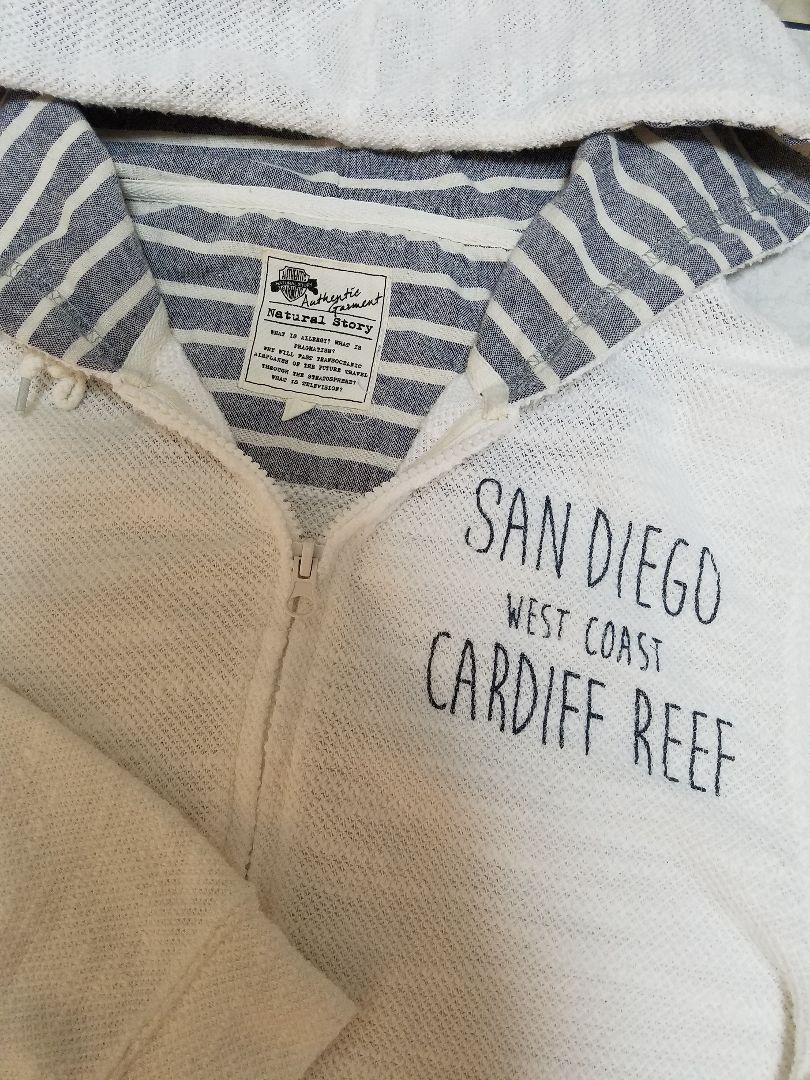 AUTHENTIC
Authentic
Garment
Natural Story
WHAT IS ALLERGY? WHAT IS
PRAGMATISM?
WHY WILL FAST TRANSOCEANIC
AIRPLANES OF THE FUTURE TRAVEL
THROUGH THE STRATOSPHERE?
WHAT IS TELEVISION?
SAN DIEGO
WEST COAST
CARDIFF REEF